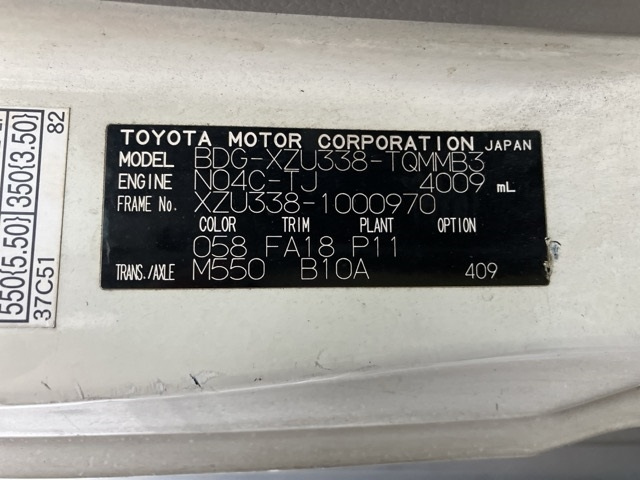 TOYOTA MOTOR CORPORATION JAPAN
MODEL BDG-XZU338-TQMMB3
ENGINE N04C-TJ 4009 mL
FRAME No. XZU338-1000970
COLOR TRIM PLANT OPTION
058 FA18 P11
TRANS./AXLE M550 B10A 409
550{5.50} 350{3.50}
37C51 82